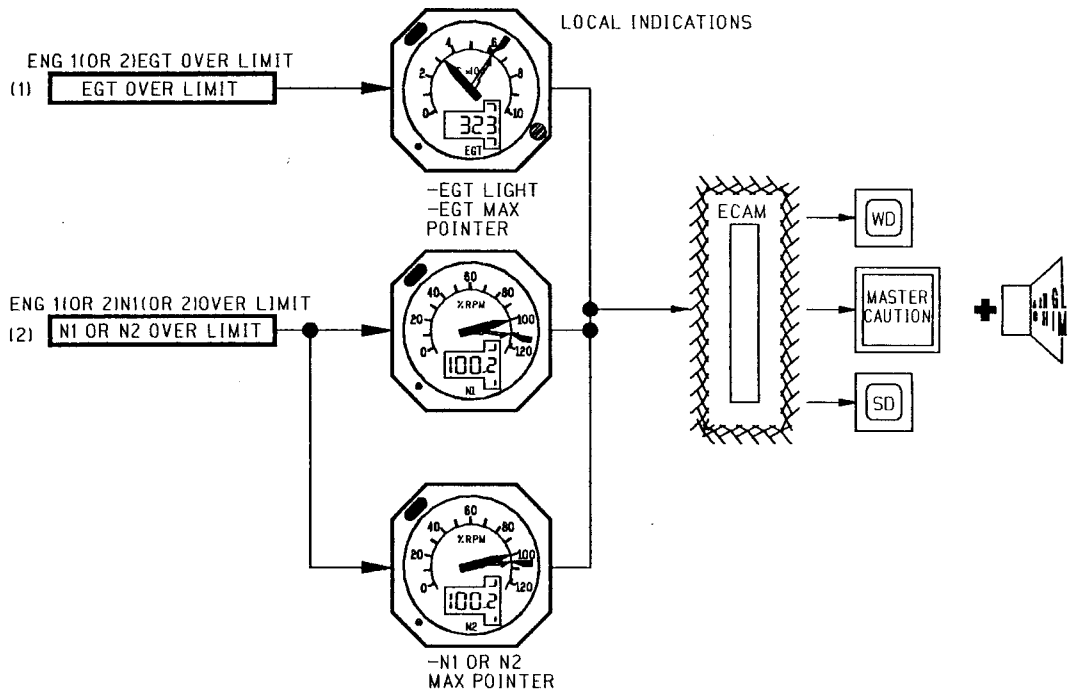 LOCAL INDICATIONS
ENG 1(OR 2)EGT OVER LIMIT
(1) EGT OVER LIMIT
0 2 4 6 8 10
323
EGT
-EGT LIGHT
-EGT MAX
POINTER
ENG 1(OR 2)N1(OR 2)OVER LIMIT
(2) N1 OR N2 OVER LIMIT
0 20 40 60 80 100 120
%RPM
100.2
N1
0 20 40 60 80 100 120
%RPM
100.2
N2
-N1 OR N2
MAX POINTER
ECAM
WD
MASTER
CAUTION
+
SD